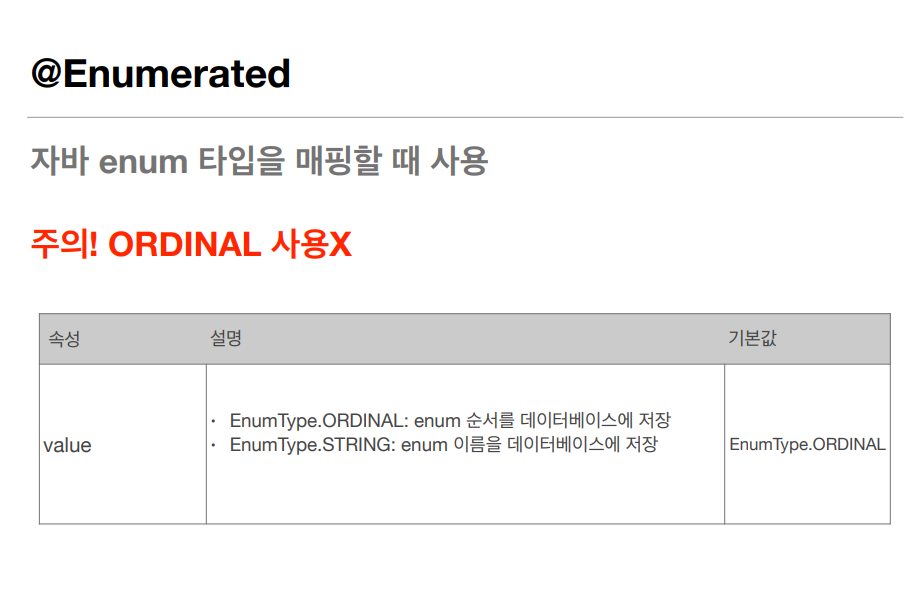 @Enumerated
자바 enum 타입을 매핑할 때 사용
주의! ORDINAL 사용X
속성 설명 기본값
value
· EnumType.ORDINAL: enum 순서를 데이터베이스에 저장
· EnumType.STRING: enum 이름을 데이터베이스에 저장
EnumType.ORDINAL